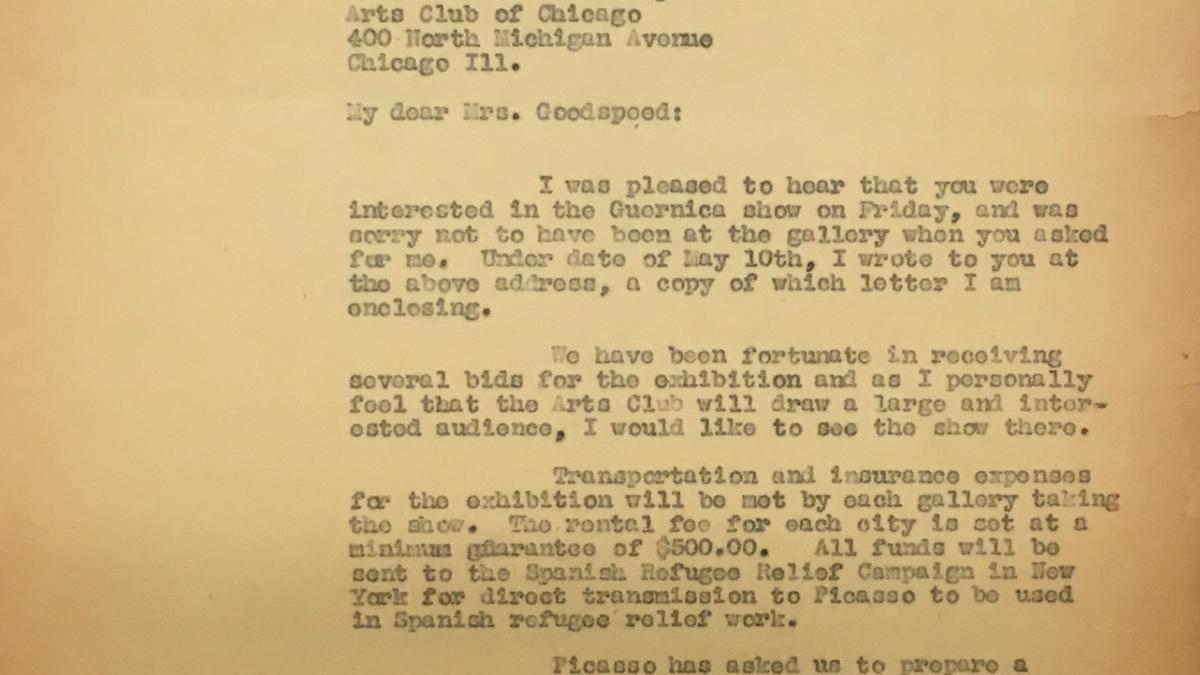 Arts Club of Chicago
400 North Michigan Avenue
Chicago Ill.
My dear Mrs. Goodspeed:
I was pleased to hear that you were
interested in the Guernica show on Friday, and was
sorry not to have been at the gallery when you asked
for me. Under date of May 10th, I wrote to you at
the above address, a copy of which letter I am
enclosing.
We have been fortunate in receiving
several bids for the exhibition and as I personally
feel that the Arts Club will draw a large and inter-
ested audience, I would like to see the show there.
Transportation and insurance expenses
for the exhibition will be met by each gallery taking
the show. The rental fee for each city is set at a
minimum guarantee of $500.00. All funds will be
sent to the Spanish Refugee Relief Campaign in New
York for direct transmission to Picasso to be used
in Spanish refugee relief work.
Picasso has asked us to prepare a